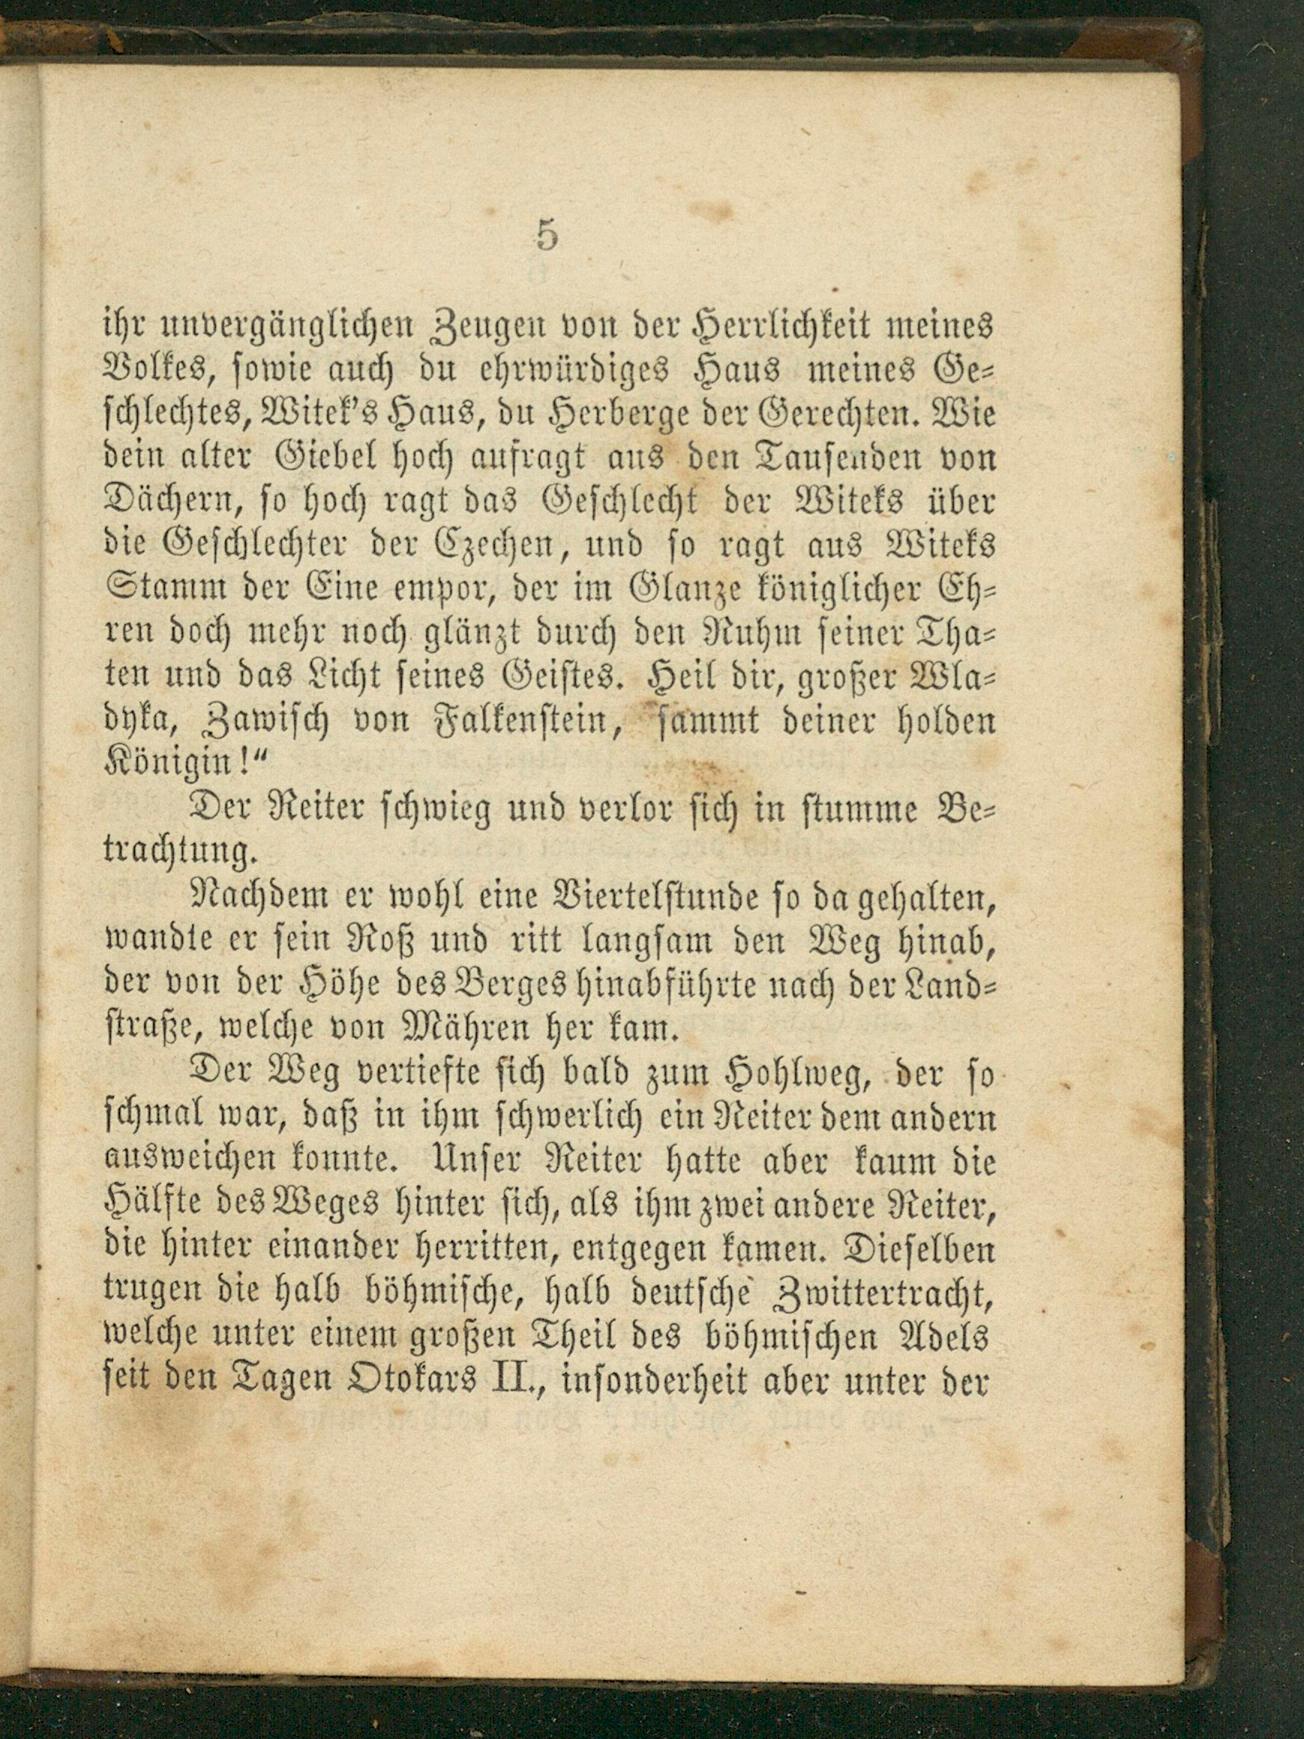 5
ihr unvergänglichen Zeugen von der Herrlichkeit meines
Volkes, sowie auch du ehrwürdiges Haus meines Ge-
schlechtes, Witek's Haus, du Herberge der Gerechten. Wie
dein alter Giebel hoch aufragt aus den Tausenden von
Dächern, so hoch ragt das Geschlecht der Witeks über
die Geschlechter der Czechen, und so ragt aus Witeks
Stamm der Eine empor, der im Glanze königlicher Eh-
ren doch mehr noch glänzt durch den Ruhm seiner Tha-
ten und das Licht seines Geistes. Heil dir, großer Wla-
dyka, Zawisch von Falkenstein, sammt deiner holden
Königin!“
Der Reiter schwieg und verlor sich in stumme Be-
trachtung.
Nachdem er wohl eine Viertelstunde so da gehalten,
wandte er sein Roß und ritt langsam den Weg hinab,
der von der Höhe des Berges hinabführte nach der Land-
straße, welche von Mähren her kam.
Der Weg vertiefte sich bald zum Hohlweg, der so
schmal war, daß in ihm schwerlich ein Reiter dem andern
ausweichen konnte. Unser Reiter hatte aber kaum die
Hälfte des Weges hinter sich, als ihm zwei andere Reiter,
die hinter einander herritten, entgegen kamen. Dieselben
trugen die halb böhmische, halb deutsche Zwittertracht,
welche unter einem großen Theil des böhmischen Adels
seit den Tagen Otokars II., insonderheit aber unter der